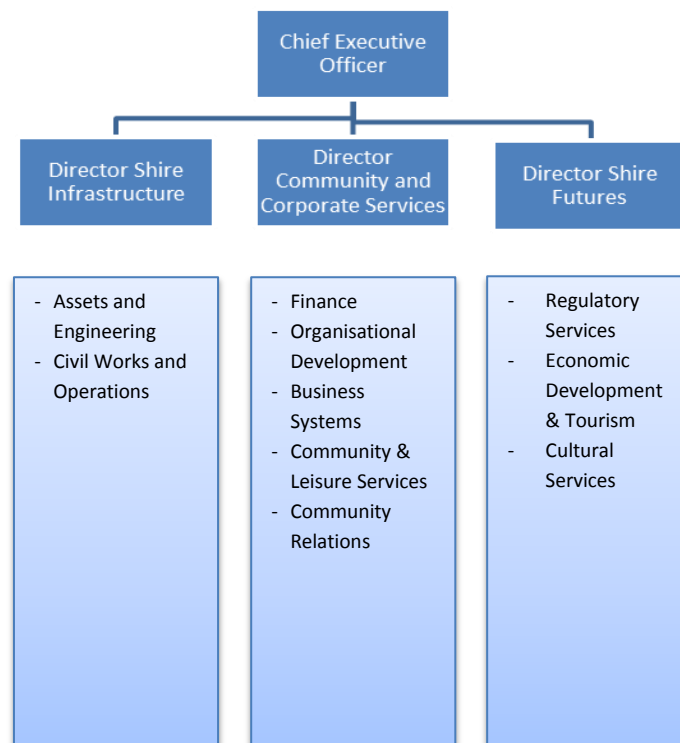 Chief Executive
Officer
Director Shire
Infrastructure
Director
Community and
Corporate Services
Director Shire
Futures
- Assets and
Engineering
- Civil Works and
Operations
- Finance
- Organisational
Development
- Business
Systems
- Community &
Leisure Services
- Community
Relations
- Regulatory
Services
- Economic
Development
& Tourism
- Cultural
Services